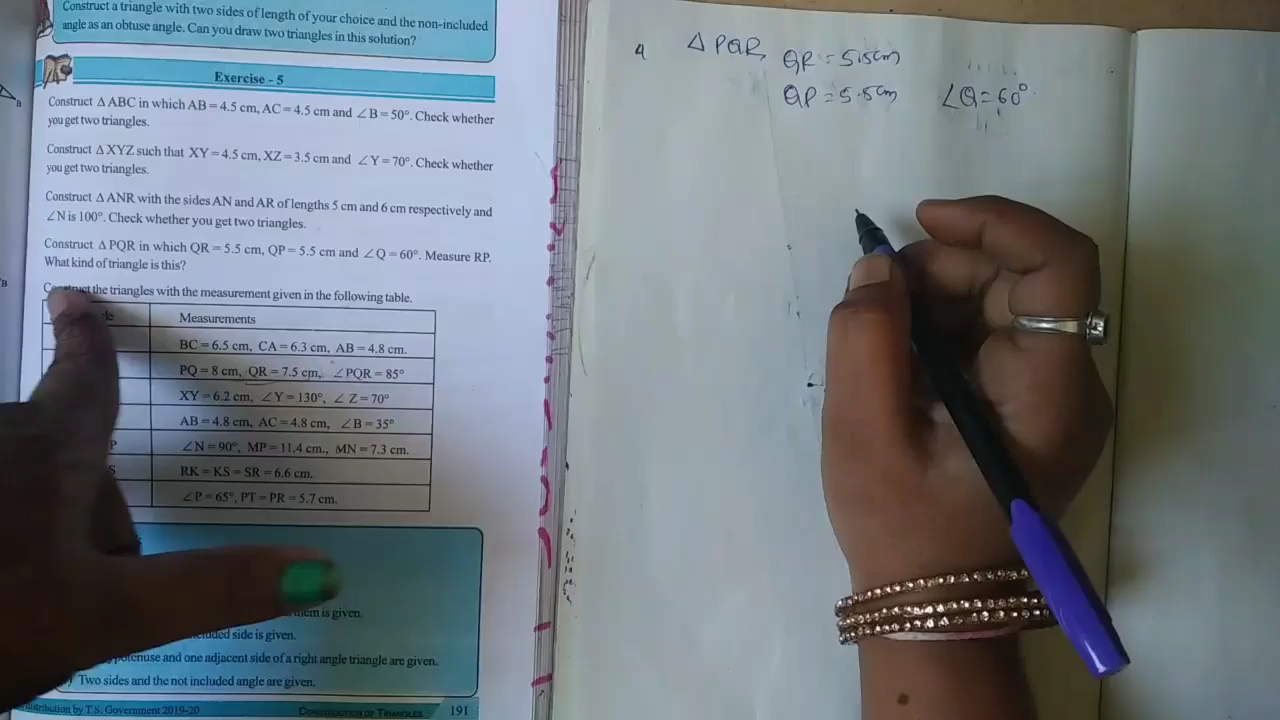 Construct a triangle with two sides of length of your choice and the non-included
angle as an obtuse angle. Can you draw two triangles in this solution?
Exercise - 5
Construct Δ ABC in which AB = 4.5 cm, AC = 4.5 cm and ∠B = 50°. Check whether
you get two triangles.
Construct Δ XYZ such that XY = 4.5 cm, XZ = 3.5 cm and ∠Y = 70°. Check whether
you get two triangles.
Construct Δ ANR with the sides AN and AR of lengths 5 cm and 6 cm respectively and
∠N is 100°. Check whether you get two triangles.
Construct Δ PQR in which QR = 5.5 cm, QP = 5.5 cm and ∠Q = 60°. Measure RP.
What kind of triangle is this?
Construct the triangles with the measurement given in the following table.
Measurements
BC = 6.5 cm, CA = 6.3 cm, AB = 4.8 cm.
PQ = 8 cm, QR = 7.5 cm, ∠PQR = 85°
XY = 6.2 cm, ∠Y = 130°, ∠Z = 70°
AB = 4.8 cm, AC = 4.8 cm, ∠B = 35°
P ∠N = 90°, MP = 11.4 cm., MN = 7.3 cm.
S RK = KS = SR = 6.6 cm.
∠P = 65°, PT = PR = 5.7 cm.
is given.
side is given.
and one adjacent side of a right angle triangle are given.
Two sides and the not included angle are given.
by T.S. Government 2019-20 CONSTRUCTION OF TRIANGLES 191
4 Δ PQR, QR = 5.5cm
QP = 5.5cm ∠Q = 60°